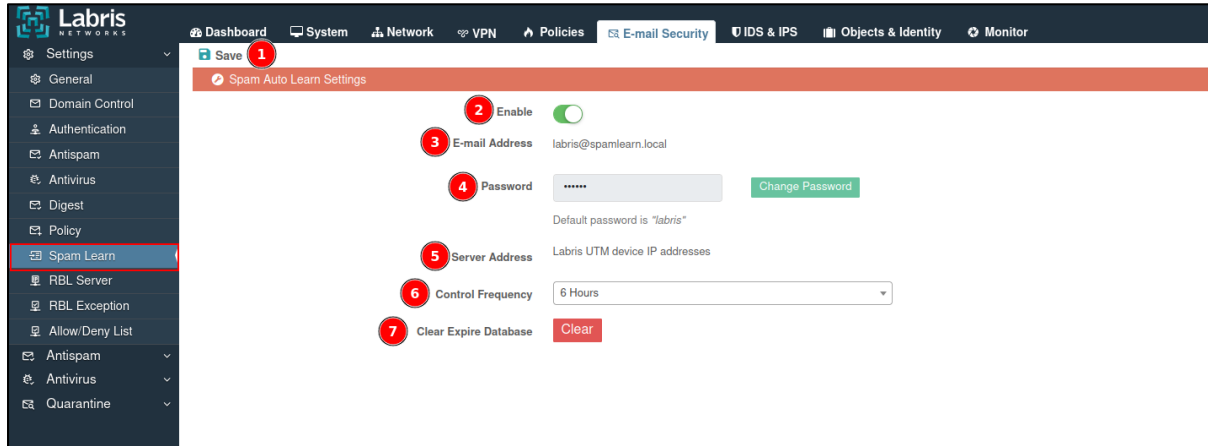 Labris
NETWORKS
Dashboard System Network VPN Policies E-mail Security IDS & IPS Objects & Identity Monitor
Settings
General
Domain Control
Authentication
Antispam
Antivirus
Digest
Policy
Spam Learn
RBL Server
RBL Exception
Allow/Deny List
Antispam
Antivirus
Quarantine
Save 1
Spam Auto Learn Settings
2 Enable
3 E-mail Address labris@spamlearn.local
4 Password •••••• Change Password
Default password is "labris"
5 Server Address Labris UTM device IP addresses
6 Control Frequency 6 Hours
7 Clear Expire Database Clear